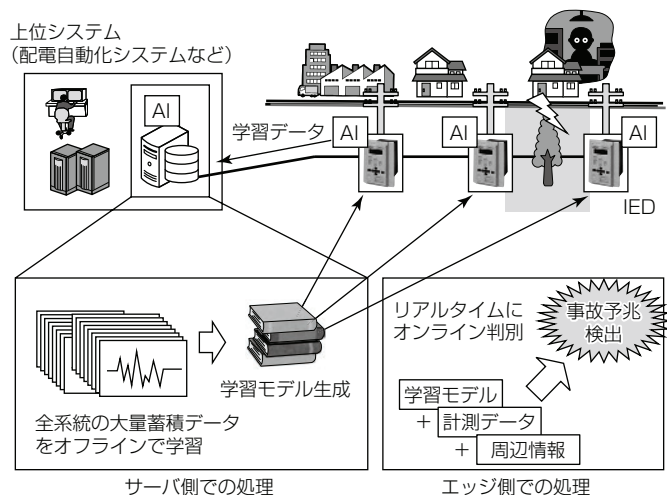 上位システム
（配電自動化システムなど）
AI
学習データ
AI
AI
AI
IED
学習モデル生成
全系統の大量蓄積データ
をオフラインで学習
サーバ側での処理
リアルタイムに
オンライン判別
事故予兆
検出
学習モデル
+ 計測データ
+ 周辺情報
エッジ側での処理